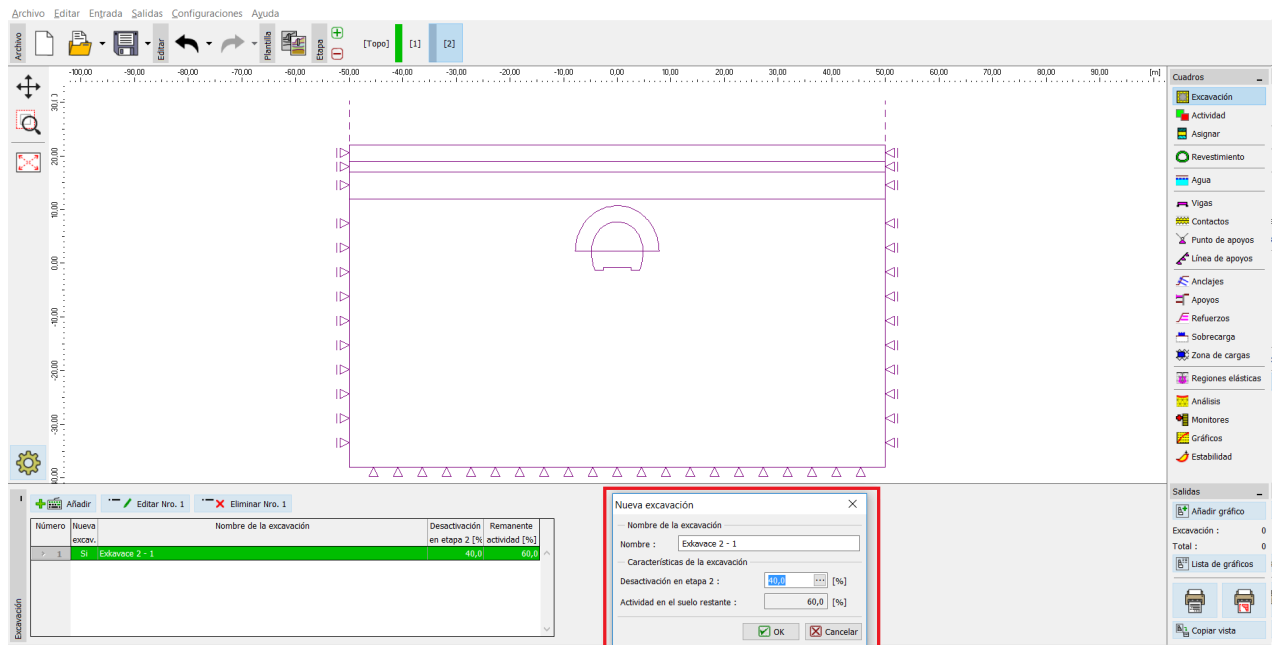 Archivo Editar Entrada Salidas Configuraciones Ayuda
Archivo Editar Plantilla Etapa [Topo] [1] [2]
-100,00 -90,00 -80,00 -70,00 -60,00 -50,00 -40,00 -30,00 -20,00 -10,00 0,00 10,00 20,00 30,00 40,00 50,00 60,00 70,00 80,00 90,00 [m]
20,00
10,00
0,00
-10,00
-20,00
-30,00
Cuadros
Excavación
Actividad
Asignar
Revestimiento
Agua
Vigas
Contactos
Punto de apoyos
Línea de apoyos
Anclajes
Apoyos
Refuerzos
Sobrecarga
Zona de cargas
Regiones elásticas
Análisis
Monitores
Gráficos
Estabilidad
Excavación
Añadir Editar Nro. 1 Eliminar Nro. 1
Número Nueva Nombre de la excavación Desactivación Remanente
excav. en etapa 2 [% actividad [%]
1 Si Exkavace 2 - 1 40,0 60,0
Nueva excavación
Nombre de la excavación
Nombre : Exkavace 2 - 1
Características de la excavación
Desactivación en etapa 2 : 40,0 ... [%]
Actividad en el suelo restante : 60,0 [%]
OK Cancelar
Salidas
Añadir gráfico
Excavación : 0
Total : 0
Lista de gráficos
Copiar vista